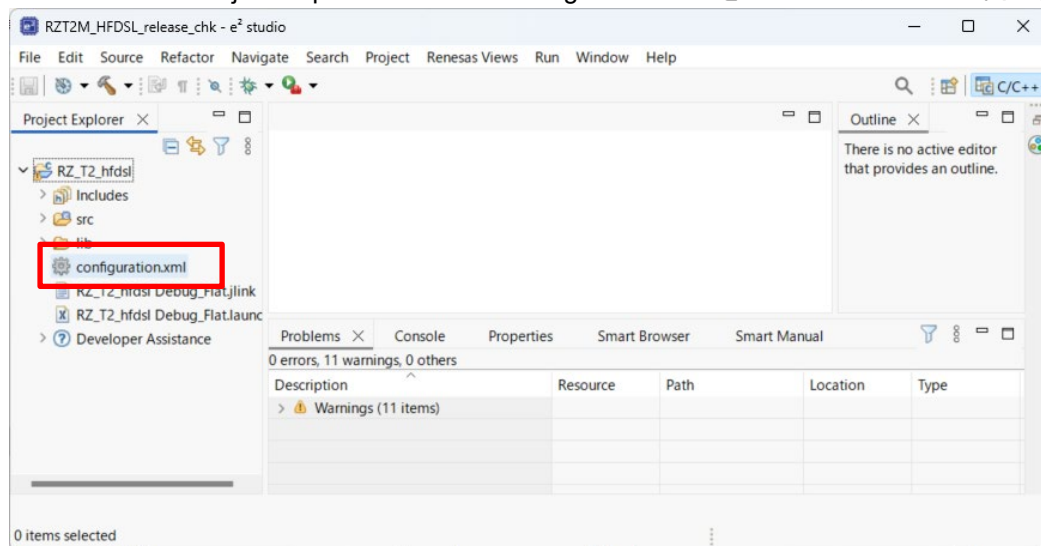 RZT2M_HFDSL_release_chk - e² studio
File Edit Source Refactor Navigate Search Project Renesas Views Run Window Help
C/C++
Project Explorer
Outline
There is no active editor
that provides an outline.
RZ_T2_hfdsl
Includes
src
lib
configuration.xml
RZ_T2_hfdsl Debug_Flat.jlink
RZ_T2_hfdsl Debug_Flat.launc
Developer Assistance
Problems Console Properties Smart Browser Smart Manual
0 errors, 11 warnings, 0 others
Description Resource Path Location Type
Warnings (11 items)
0 items selected